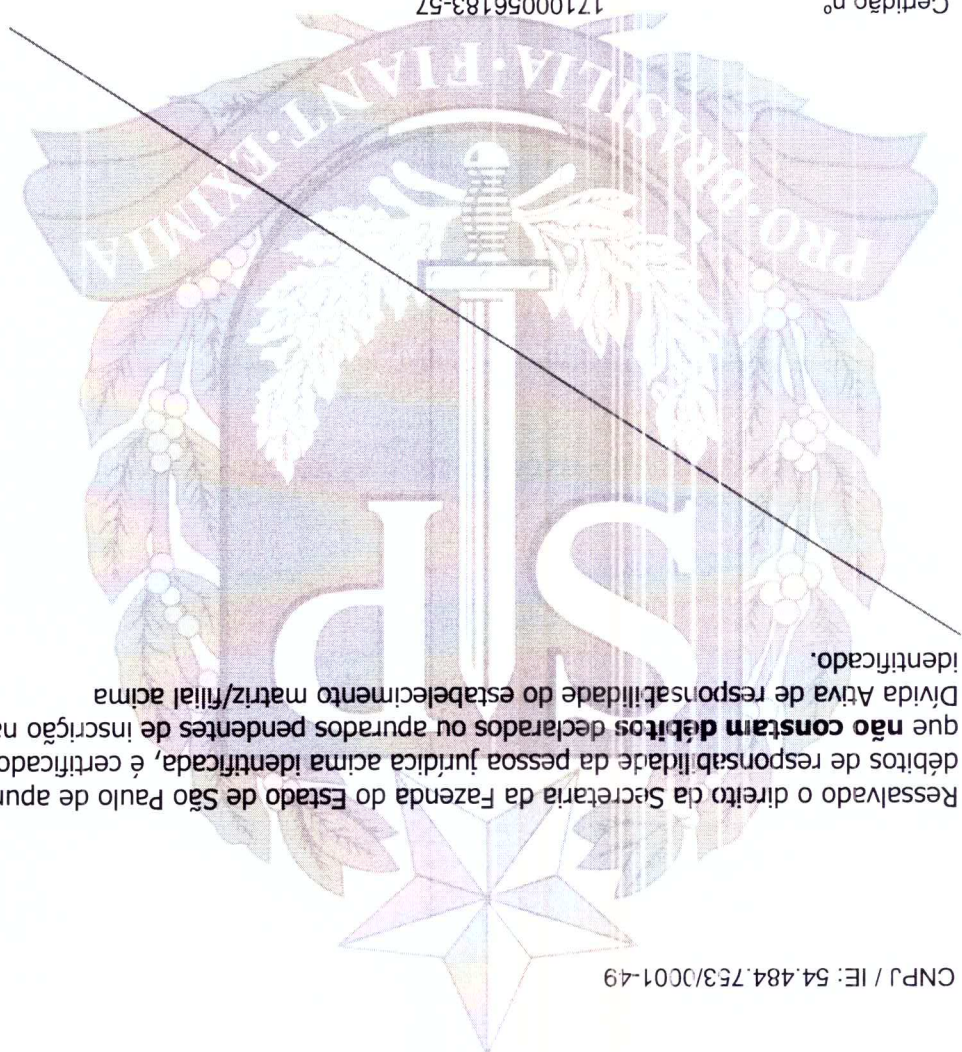 CNPJ / IE: 54.484.753/0001-49
Ressalvado o direito da Secretaria da Fazenda do Estado de São Paulo de apur
débitos de responsabilidade da pessoa jurídica acima identificada, é certificado
que não constam débitos declarados ou apurados pendentes de inscrição na
Dívida Ativa de responsabilidade do estabelecimento matriz/filial acima
identificado.
SP
PRO·BRASILIA·FIANT·EXIMIA
Certidão nº 17100056183-57